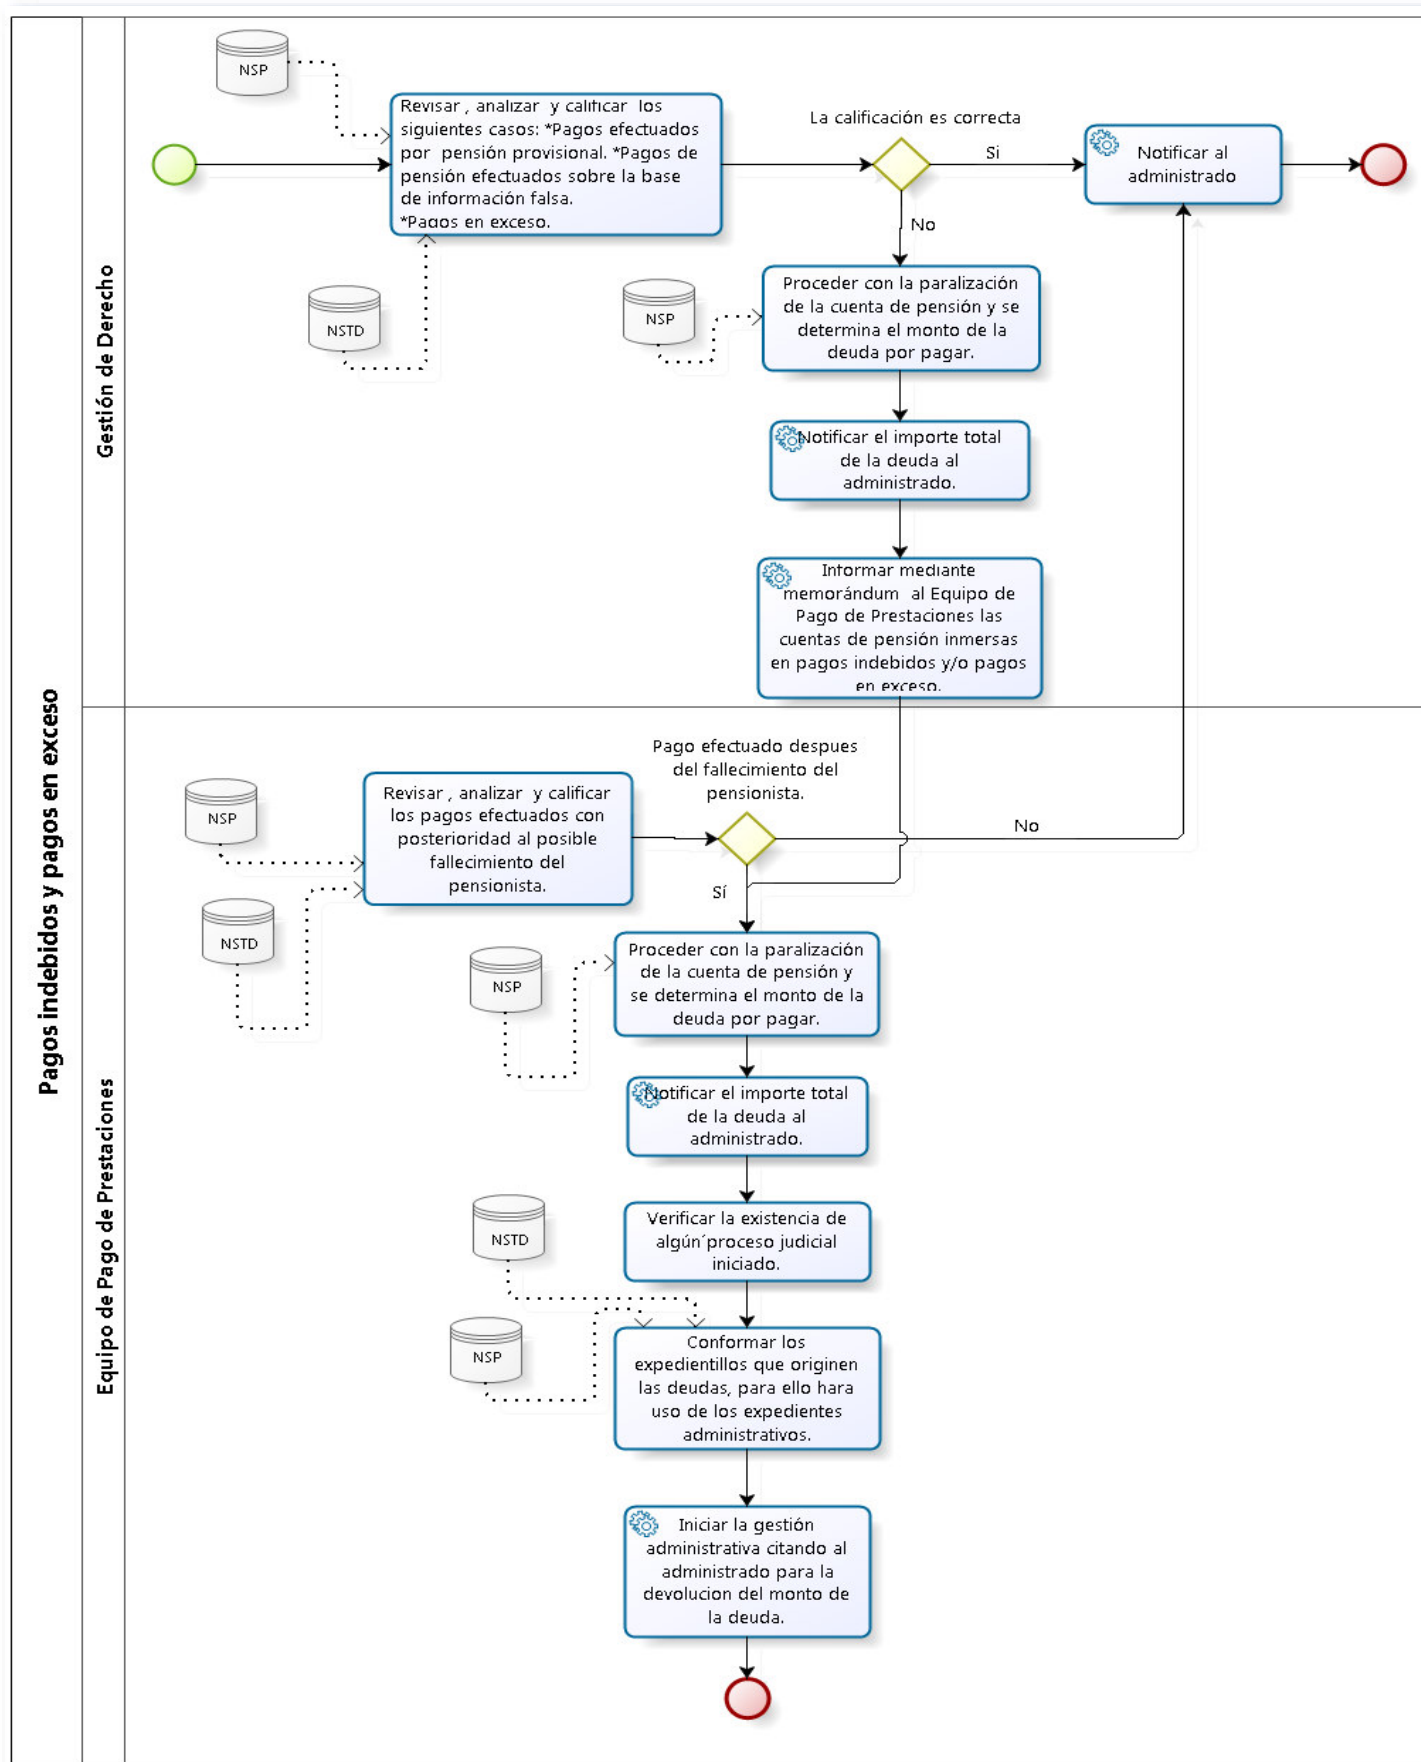 Pagos indebidos y pagos en exceso
Gestión de Derecho
NSP
Revisar , analizar y calificar los
siguientes casos: *Pagos efectuados
por pensión provisional. *Pagos de
pensión efectuados sobre la base
de información falsa.
*Pagos en exceso.
NSTD
La calificación es correcta
Si
No
Notificar al
administrado
NSP
Proceder con la paralización
de la cuenta de pensión y se
determina el monto de la
deuda por pagar.
Notificar el importe total
de la deuda al
administrado.
Informar mediante
memorándum al Equipo de
Pago de Prestaciones las
cuentas de pensión inmersas
en pagos indebidos y/o pagos
en exceso.
Equipo de Pago de Prestaciones
NSP
NSTD
Revisar , analizar y calificar
los pagos efectuados con
posterioridad al posible
fallecimiento del
pensionista.
Pago efectuado despues
del fallecimiento del
pensionista.
No
Sí
NSP
Proceder con la paralización
de la cuenta de pensión y
se determina el monto de la
deuda por pagar.
Notificar el importe total
de la deuda al
administrado.
Verificar la existencia de
algún´proceso judicial
iniciado.
NSTD
NSP
Conformar los
expedientillos que originen
las deudas, para ello hara
uso de los expedientes
administrativos.
Iniciar la gestión
administrativa citando al
administrado para la
devolucion del monto de
la deuda.